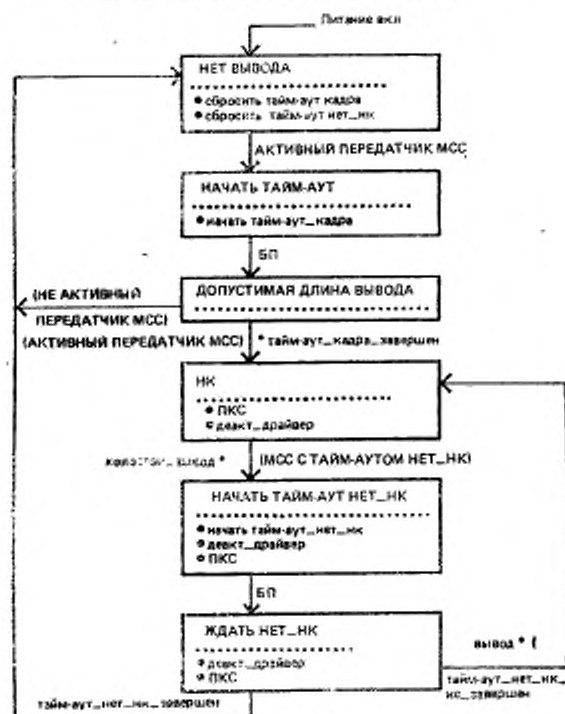 Питание вкл
НЕТ ВЫВОДА
• сбросить тайм-аут кадра
• сбросить тайм-аут нет_нк
АКТИВНЫЙ ПЕРЕДАТЧИК МСС
НАЧАТЬ ТАЙМ-АУТ
• начать тайм-аут_кадра
БП
ДОПУСТИМАЯ ДЛИНА ВЫВОДА
(НЕ АКТИВНЫЙ
ПЕРЕДАТЧИК МСС)
(АКТИВНЫЙ ПЕРЕДАТЧИК МСС) * тайм-аут_кадра_завершен
НК
• ПКС
• деакт_драйвер
холостой_вывод * (МСС С ТАЙМ-АУТОМ НЕТ_НК)
НАЧАТЬ ТАЙМ-АУТ НЕТ_НК
• начать тайм-аут_нет_нк
• деакт_драйвер
• ПКС
БП
ЖДАТЬ НЕТ_НК
• деакт_драйвер
• ПКС
вывод * (
тайм-аут_нет_нк_
не_завершен
тайм-аут_нет_нк_завершен